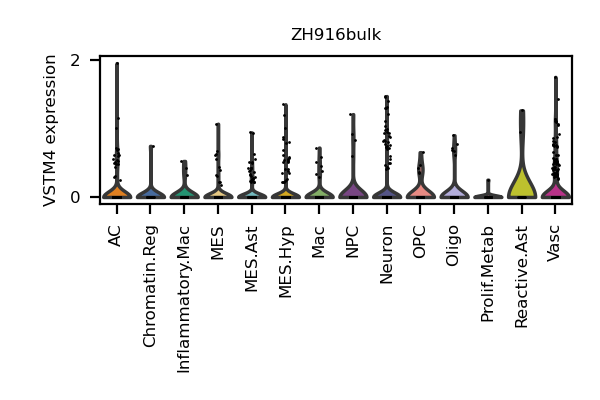 ZH916bulk
VSTM4 expression
2
0
AC
Chromatin.Reg
Inflammatory.Mac
MES
MES.Ast
MES.Hyp
Mac
NPC
Neuron
OPC
Oligo
Prolif.Metab
Reactive.Ast
Vasc